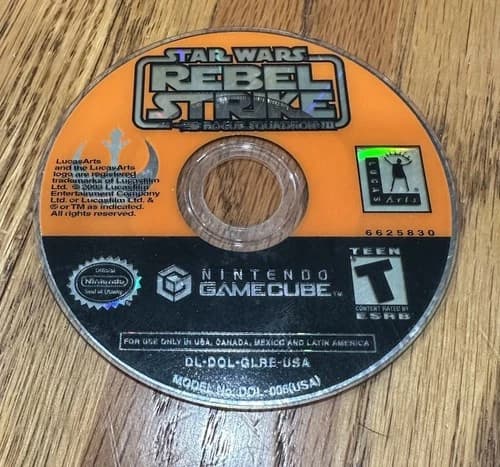 STAR WARS
REBEL
STRIKE
ROGUE SQUADRON III
LucasArts
and the LucasArts
logo are registered
trademarks of Lucasfilm
Ltd. © 2003 Lucasfilm
Entertainment Company
Ltd. or Lucasfilm Ltd. &
® or TM as indicated.
All rights reserved.
LUCAS
Arts
6625830
Official
Nintendo
Seal of Quality
NINTENDO
GAMECUBE™
TEEN
T
CONTENT RATED BY
ESRB
FOR USE ONLY IN USA, CANADA, MEXICO AND LATIN AMERICA
DL-DOL-GLRE-USA
MODEL No: DOL-006(USA)